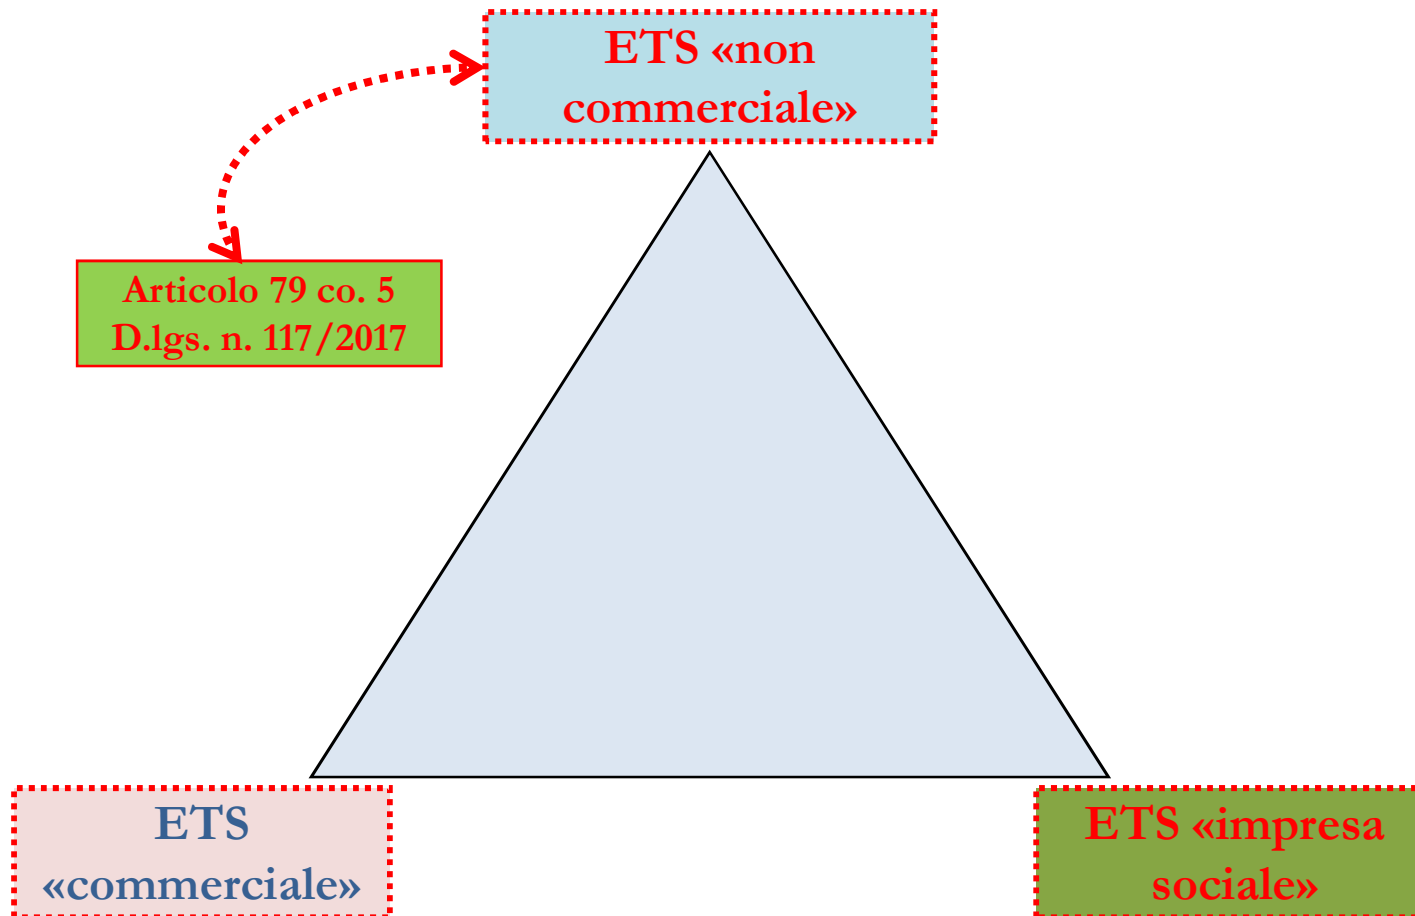 ETS «non
commerciale»
Articolo 79 co. 5
D.lgs. n. 117/2017
ETS
«commerciale»
ETS «impresa
sociale»